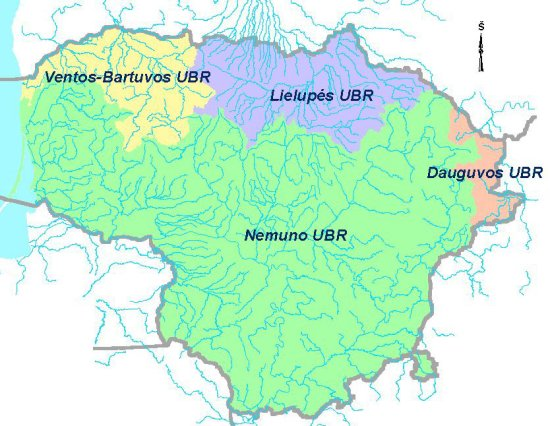 Š
Ventos-Bartuvos UBR
Lielupės UBR
Dauguvos UBR
Nemuno UBR